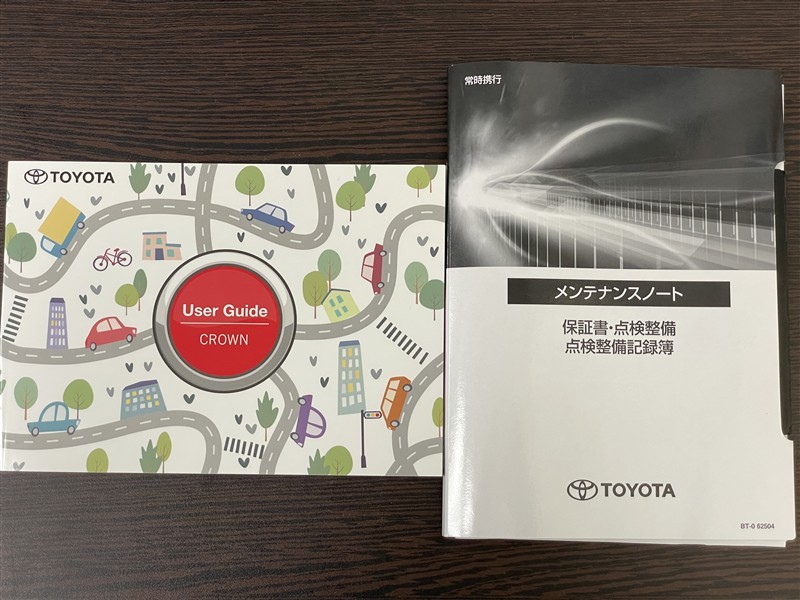 TOYOTA
User Guide
CROWN
常時携行
メンテナンスノート
保証書・点検整備
点検整備記録簿
TOYOTA
BT-0 62504